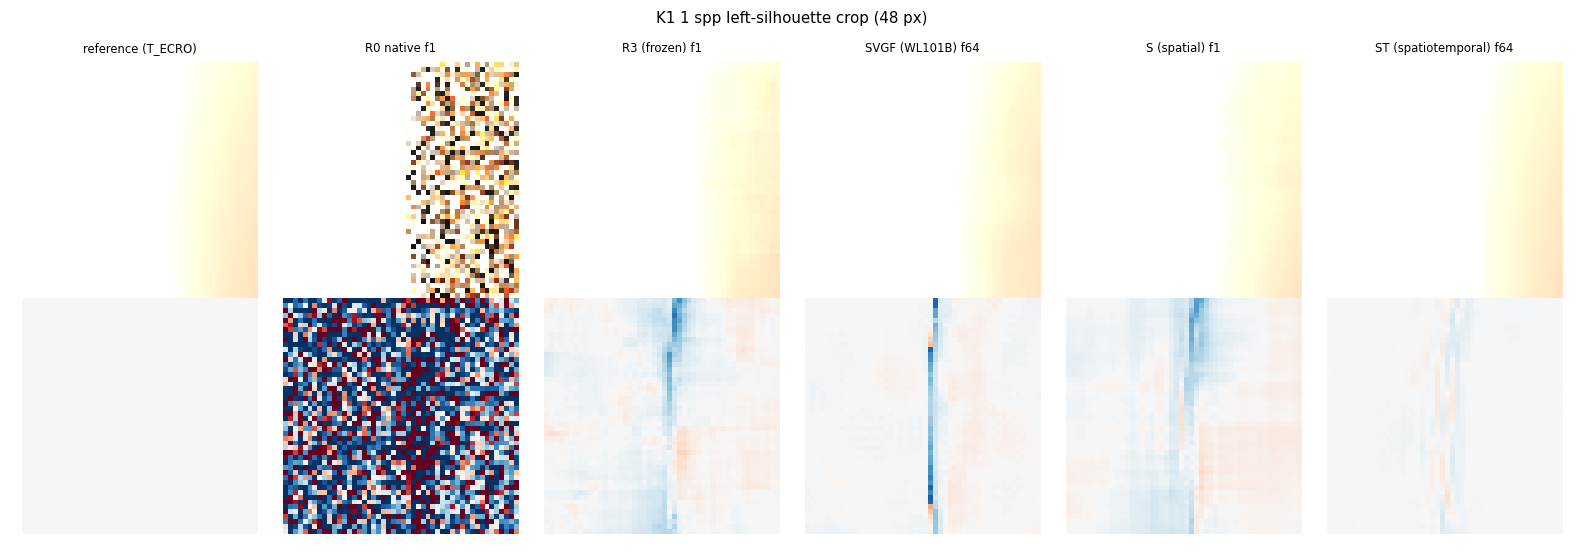 K1 1 spp left-silhouette crop (48 px)
reference (T_ECRO)
R0 native f1
R3 (frozen) f1
SVGF (WL101B) f64
S (spatial) f1
ST (spatiotemporal) f64